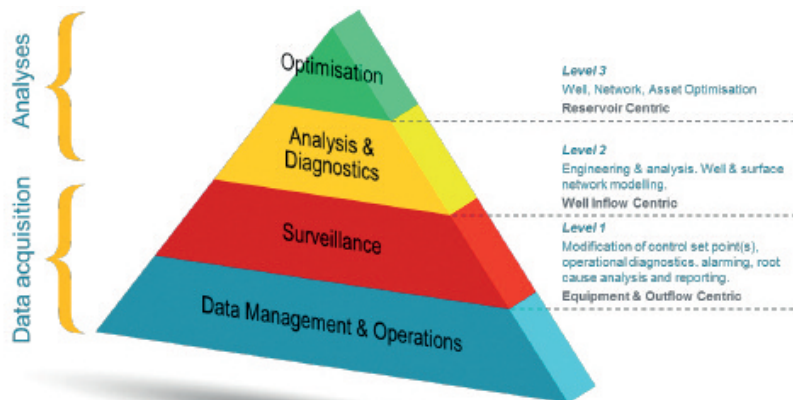 Analyses
Data acquisition
Optimisation
Analysis &
Diagnostics
Surveillance
Data Management & Operations
Level 3
Well, Network, Asset Optimisation
Reservoir Centric
Level 2
Engineering & analysis. Well & surface
network modelling.
Well Inflow Centric
Level 1
Modification of control set point(s),
operational diagnostics. alarming, root
cause analysis and reporting.
Equipment & Outflow Centric